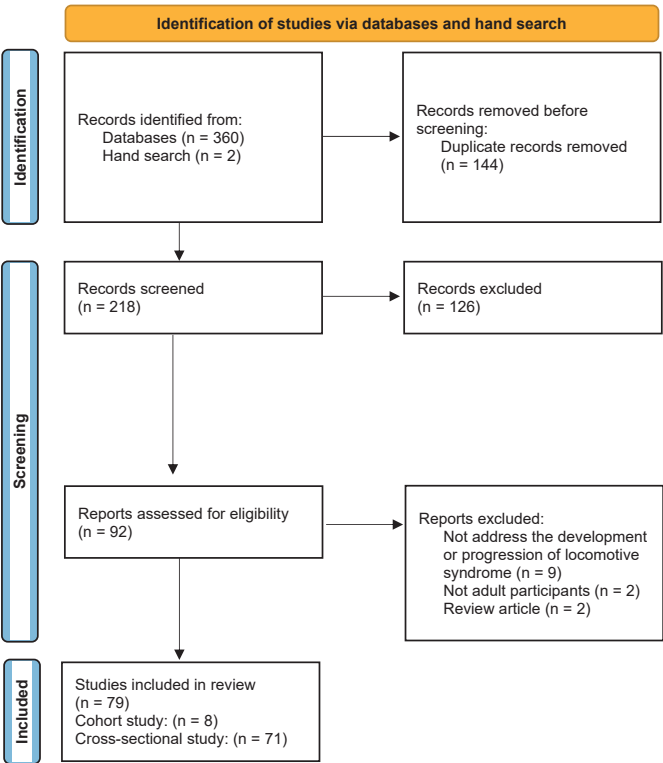 Identification of studies via databases and hand search
Identification
Records identified from:
Databases (n = 360)
Hand search (n = 2)
Records removed before
screening:
Duplicate records removed
(n = 144)
Screening
Records screened
(n = 218)
Records excluded
(n = 126)
Reports assessed for eligibility
(n = 92)
Reports excluded:
Not address the development
or progression of locomotive
syndrome (n = 9)
Not adult participants (n = 2)
Review article (n = 2)
Included
Studies included in review
(n = 79)
Cohort study: (n = 8)
Cross-sectional study: (n = 71)